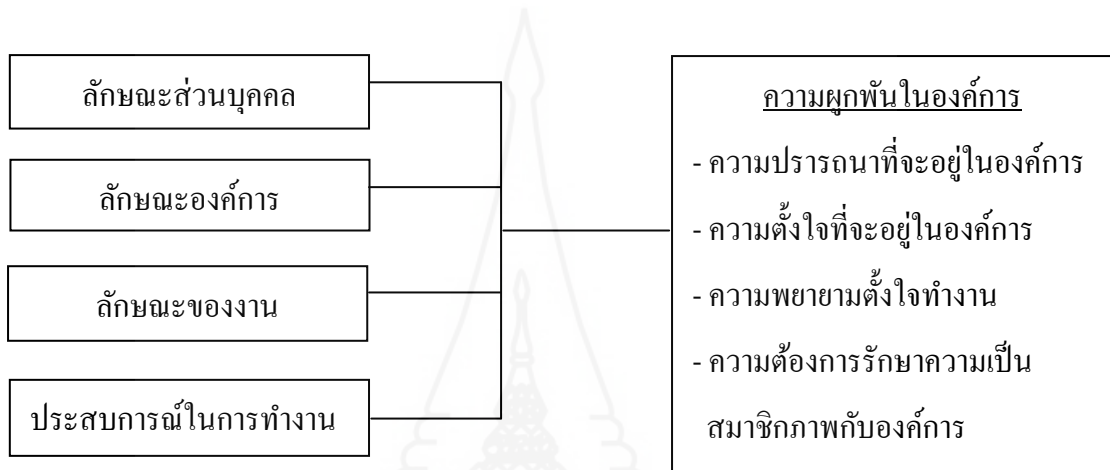 ลักษณะส่วนบุคคล
ลักษณะองค์การ
ลักษณะของงาน
ประสบการณ์ในการทำงาน
ความผูกพันในองค์การ
- ความปรารถนาที่จะอยู่ในองค์การ
- ความตั้งใจที่จะอยู่ในองค์การ
- ความพยายามตั้งใจทำงาน
- ความต้องการรักษาความเป็น
สมาชิกภาพกับองค์การ